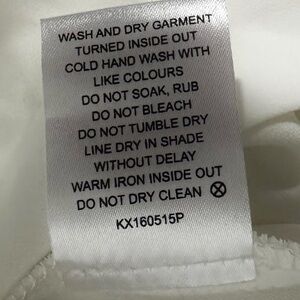 WASH AND DRY GARMENT
TURNED INSIDE OUT
COLD HAND WASH WITH
LIKE COLOURS
DO NOT SOAK, RUB
DO NOT BLEACH
DO NOT TUMBLE DRY
LINE DRY IN SHADE
WITHOUT DELAY
WARM IRON INSIDE OUT
DO NOT DRY CLEAN
KX160515P